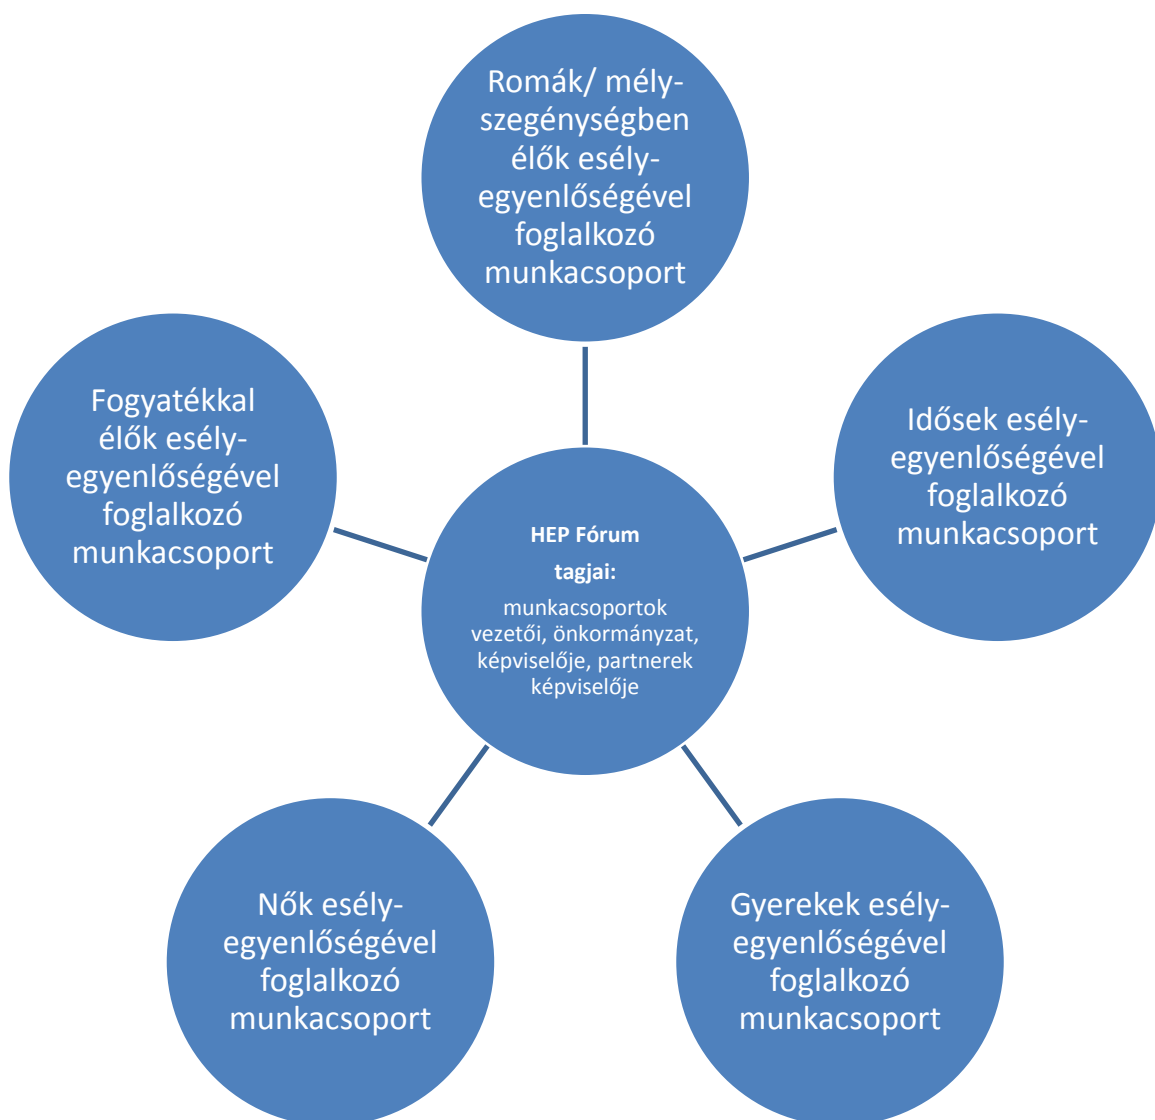 Romák/ mély-
szegénységben
élők esély-
egyenlőségével
foglalkozó
munkacsoport
Fogyatékkal
élők esély-
egyenlőségével
foglalkozó
munkacsoport
Idősek esély-
egyenlőségével
foglalkozó
munkacsoport
HEP Fórum
tagjai:
munkacsoportok
vezetői, önkormányzat,
képviselője, partnerek
képviselője
Nők esély-
egyenlőségével
foglalkozó
munkacsoport
Gyerekek esély-
egyenlőségével
foglalkozó
munkacsoport